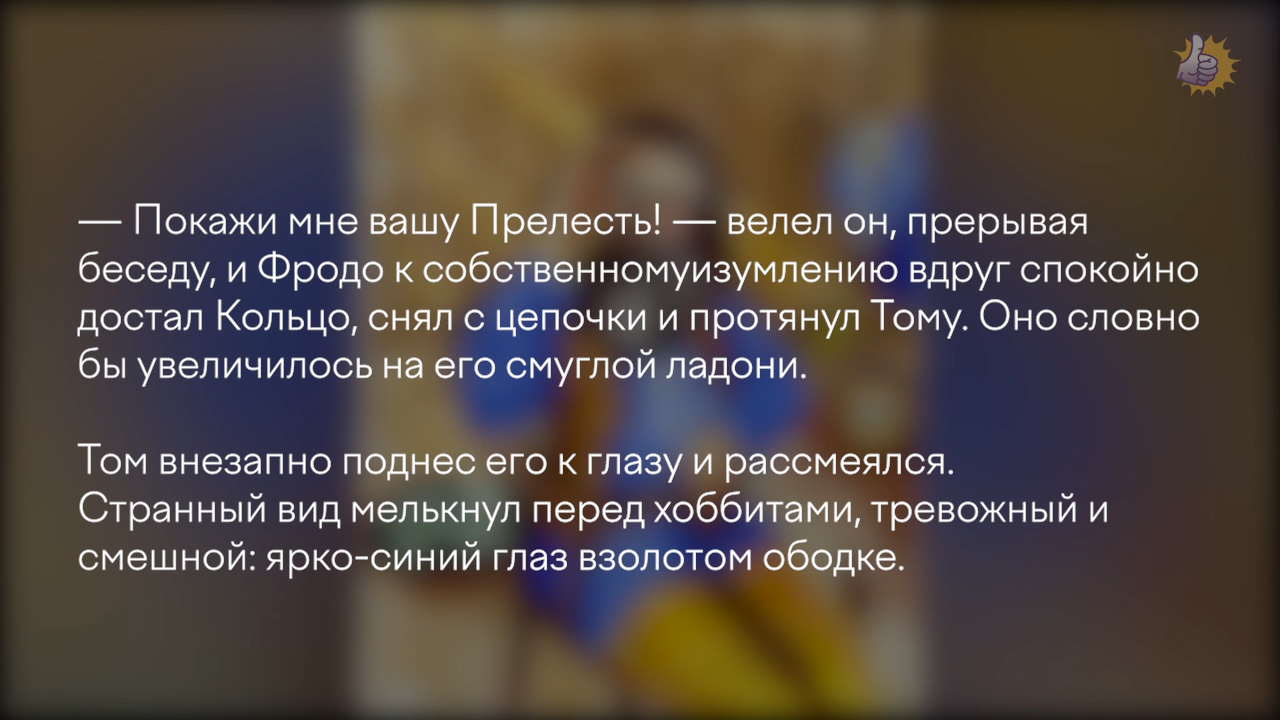 — Покажи мне вашу Прелесть! — велел он, прерывая
беседу, и Фродо к собственномуизумлению вдруг спокойно
достал Кольцо, снял с цепочки и протянул Тому. Оно словно
бы увеличилось на его смуглой ладони.
Том внезапно поднес его к глазу и рассмеялся.
Странный вид мелькнул перед хоббитами, тревожный и
смешной: ярко-синий глаз взолотом ободке.